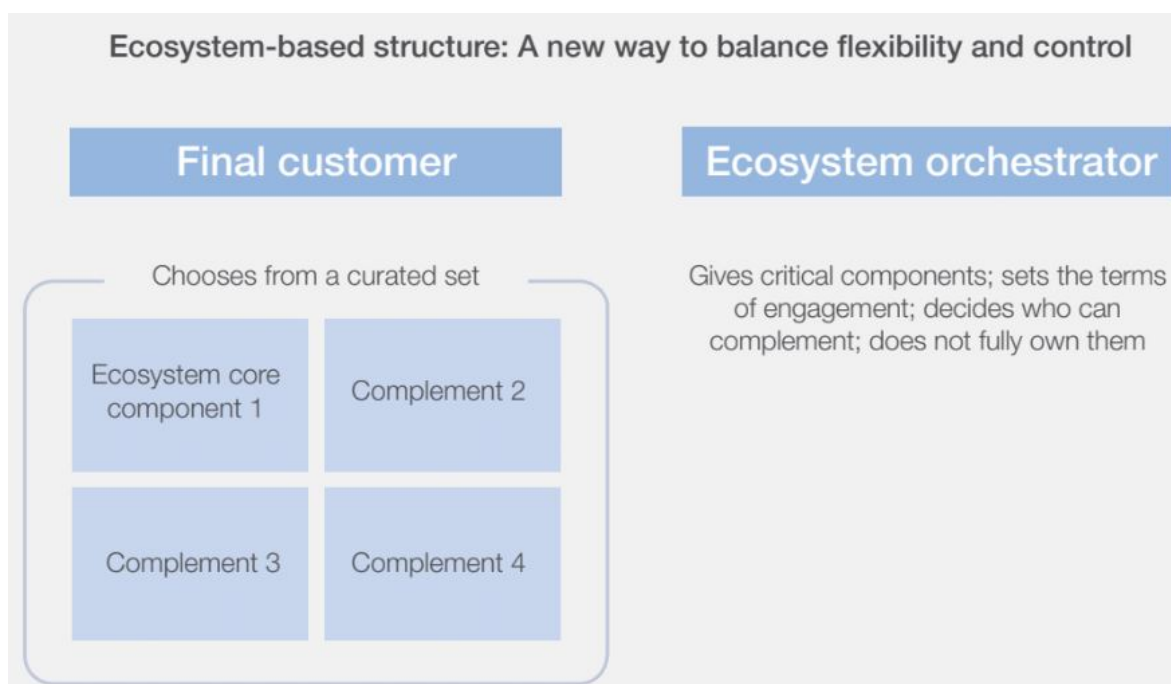 Ecosystem-based structure: A new way to balance flexibility and control
Final customer
Chooses from a curated set
Ecosystem core
component 1
Complement 2
Complement 3
Complement 4
Ecosystem orchestrator
Gives critical components; sets the terms
of engagement; decides who can
complement; does not fully own them